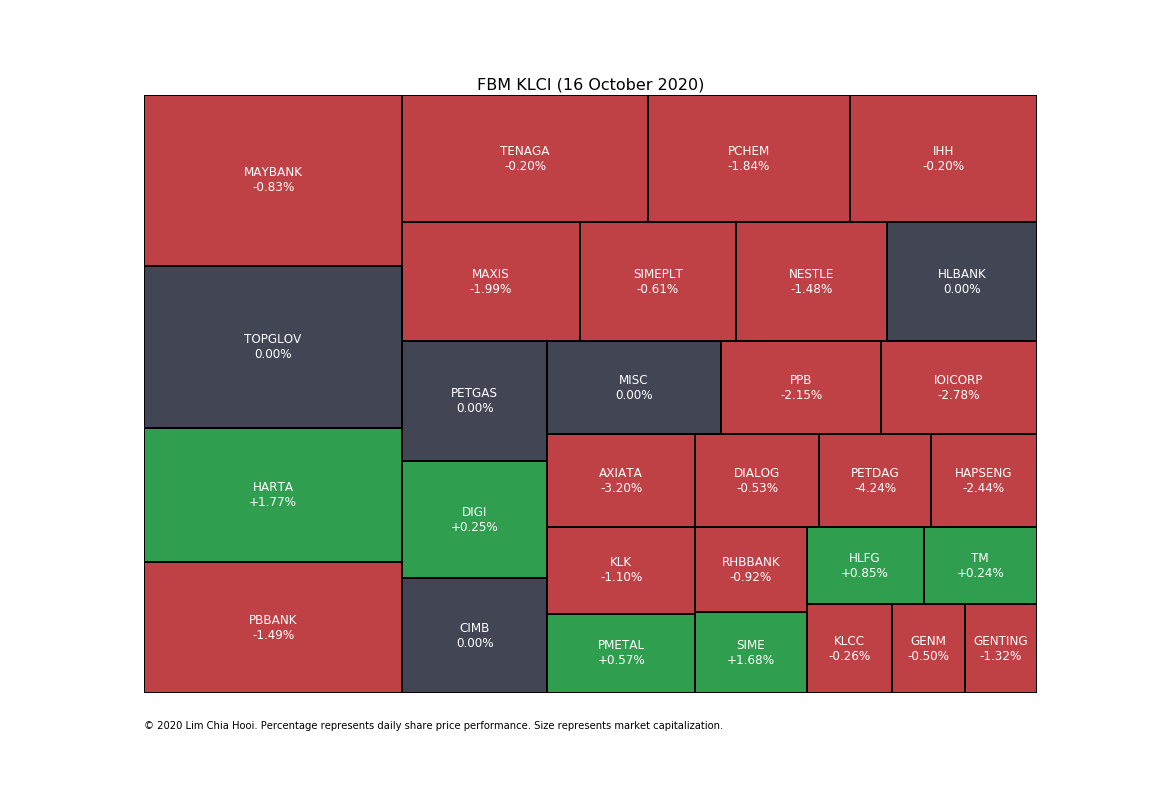 FBM KLCI (16 October 2020)
MAYBANK
-0.83%
TOPGLOV
0.00%
HARTA
+1.77%
PBBANK
-1.49%
TENAGA
-0.20%
PCHEM
-1.84%
IHH
-0.20%
MAXIS
-1.99%
SIMEPLT
-0.61%
NESTLE
-1.48%
HLBANK
0.00%
PETGAS
0.00%
DIGI
+0.25%
CIMB
0.00%
MISC
0.00%
PPB
-2.15%
IOICORP
-2.78%
AXIATA
-3.20%
DIALOG
-0.53%
PETDAG
-4.24%
HAPSENG
-2.44%
KLK
-1.10%
PMETAL
+0.57%
RHBBANK
-0.92%
SIME
+1.68%
HLFG
+0.85%
TM
+0.24%
KLCC
-0.26%
GENM
-0.50%
GENTING
-1.32%
© 2020 Lim Chia Hooi. Percentage represents daily share price performance. Size represents market capitalization.